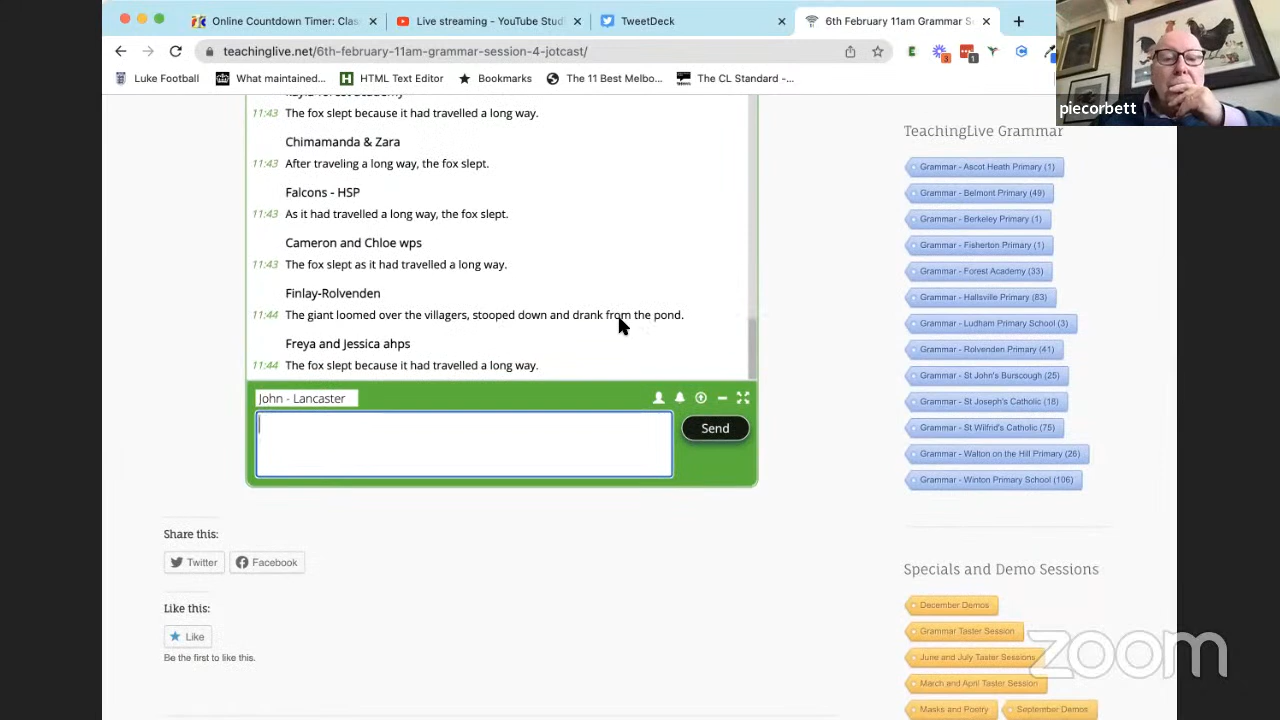 Online Countdown Timer: Clas
Live streaming - YouTube Stud
TweetDeck
6th February 11am Grammar S
teachinglive.net/6th-february-11am-grammar-session-4-jotcast/
3
1
Luke Football
What maintained...
HTML Text Editor
Bookmarks
The 11 Best Melbo...
The CL Standard -...
piecorbett
11:43 The fox slept because it had travelled a long way.
Chimamanda & Zara
11:43 After traveling a long way, the fox slept.
Falcons - HSP
11:43 As it had travelled a long way, the fox slept.
Cameron and Chloe wps
11:43 The fox slept as it had travelled a long way.
Finlay-Rolvenden
11:44 The giant loomed over the villagers, stooped down and drank from the pond.
Freya and Jessica ahps
11:44 The fox slept because it had travelled a long way.
John - Lancaster
Send
Share this:
Twitter
Facebook
Like this:
Like
Be the first to like this.
TeachingLive Grammar
Grammar - Ascot Heath Primary (1)
Grammar - Belmont Primary (49)
Grammar - Berkeley Primary (1)
Grammar - Fisherton Primary (1)
Grammar - Forest Academy (33)
Grammar - Hallsville Primary (83)
Grammar - Ludham Primary School (3)
Grammar - Rolvenden Primary (41)
Grammar - St John's Burscough (25)
Grammar - St Joseph's Catholic (18)
Grammar - St Wilfrid's Catholic (75)
Grammar - Walton on the Hill Primary (26)
Grammar - Winton Primary School (106)
Specials and Demo Sessions
December Demos
Grammar Taster Session
June and July Taster Sessions
March and April Taster Session
Masks and Poetry
September Demos
zoom